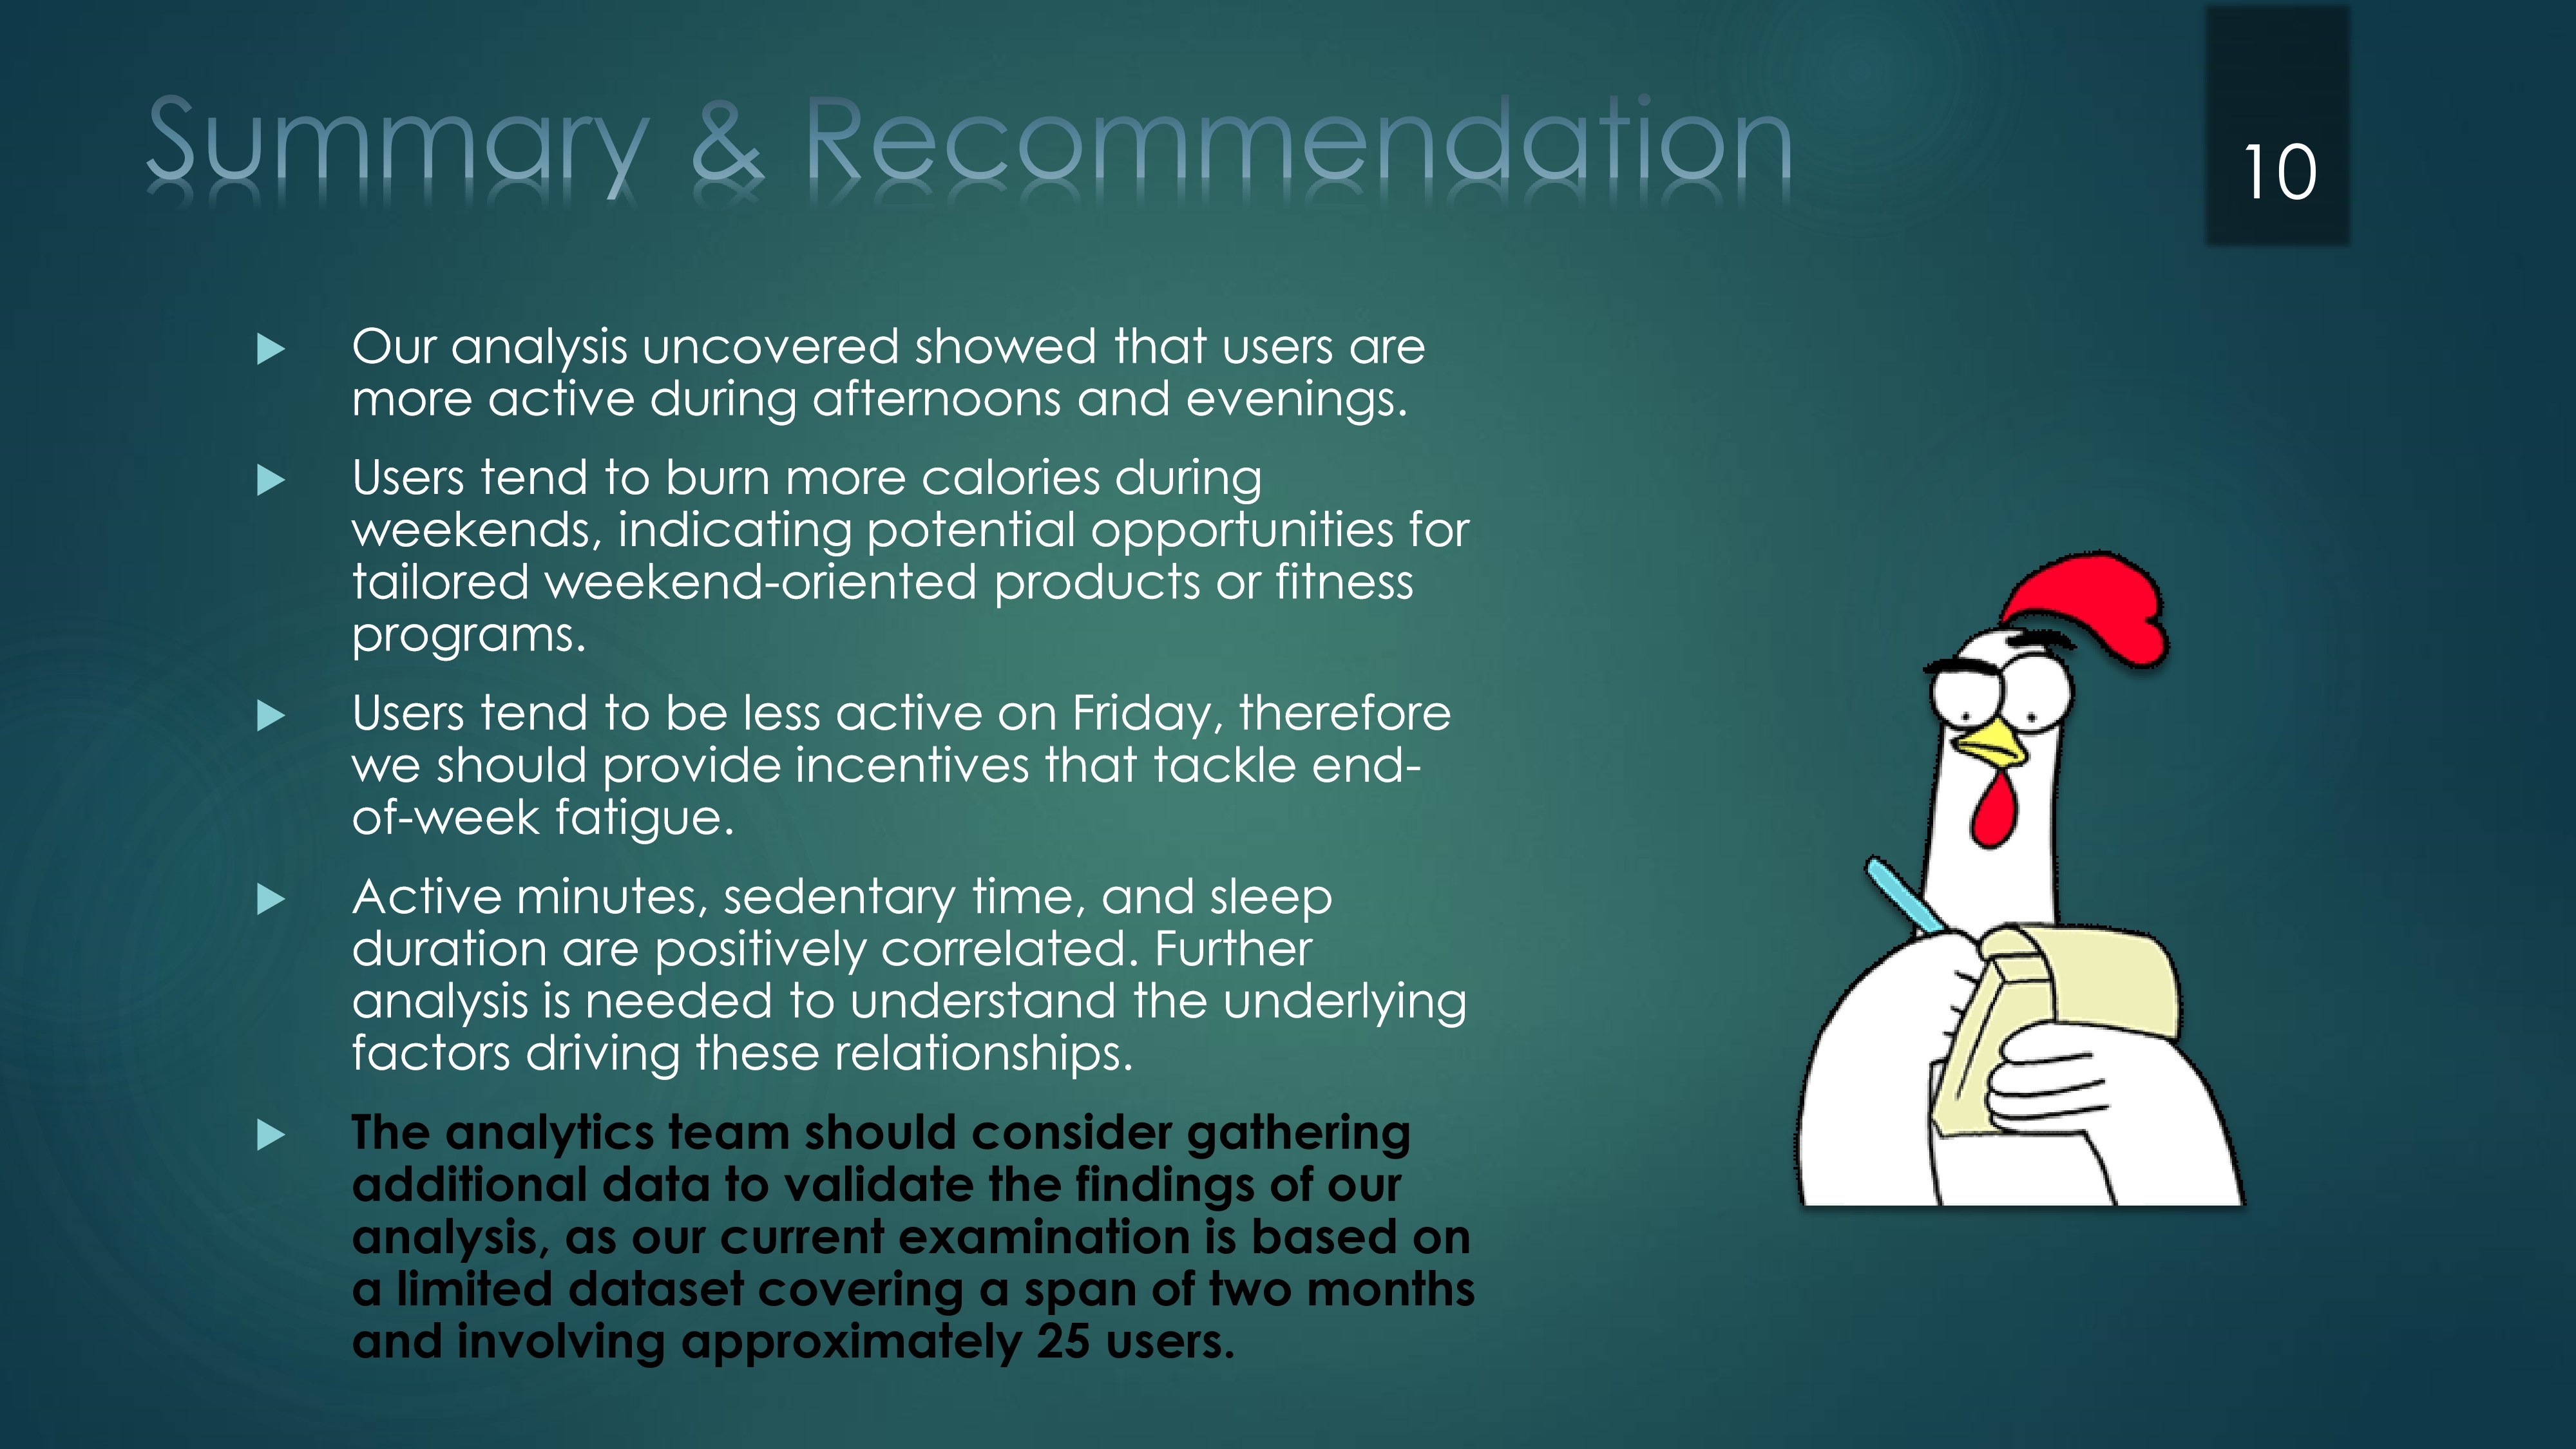 Summary & Recommendation
10
Our analysis uncovered showed that users are
more active during afternoons and evenings.
Users tend to burn more calories during
weekends, indicating potential opportunities for
tailored weekend-oriented products or fitness
programs.
Users tend to be less active on Friday, therefore
we should provide incentives that tackle end-
of-week fatigue.
Active minutes, sedentary time, and sleep
duration are positively correlated. Further
analysis is needed to understand the underlying
factors driving these relationships.
The analytics team should consider gathering
additional data to validate the findings of our
analysis, as our current examination is based on
a limited dataset covering a span of two months
and involving approximately 25 users.